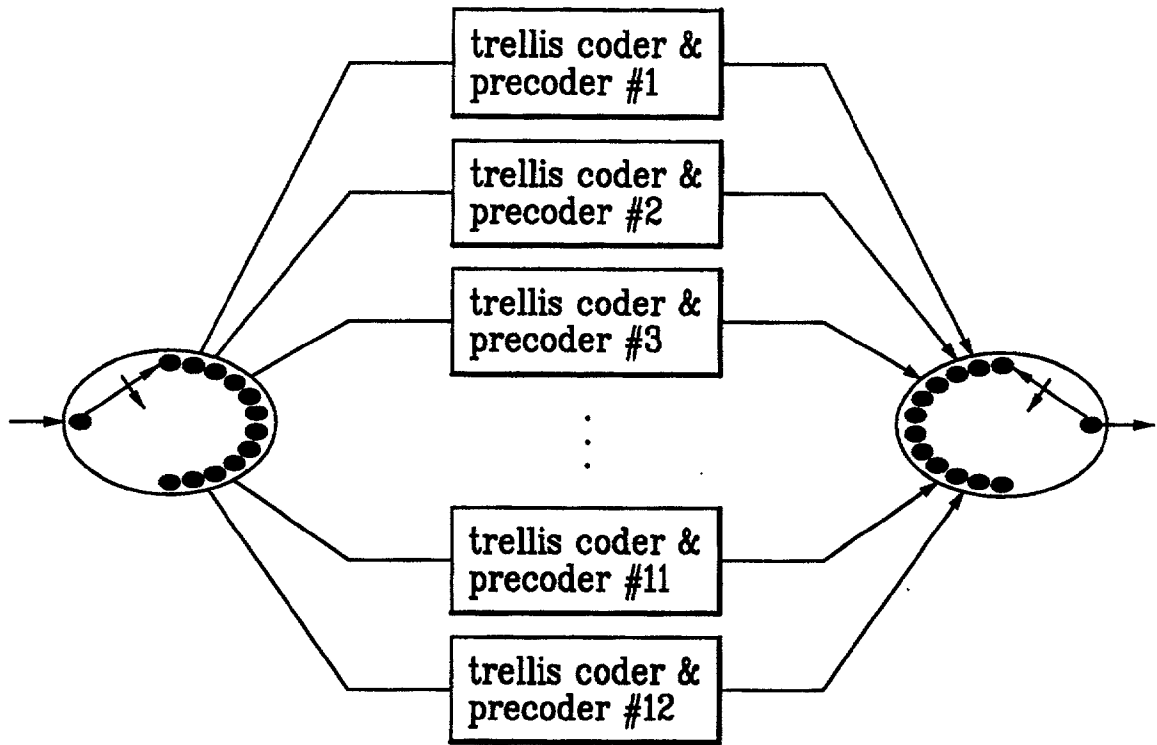 trellis coder &
precoder #1
trellis coder &
precoder #2
trellis coder &
precoder #3
trellis coder &
precoder #11
trellis coder &
precoder #12